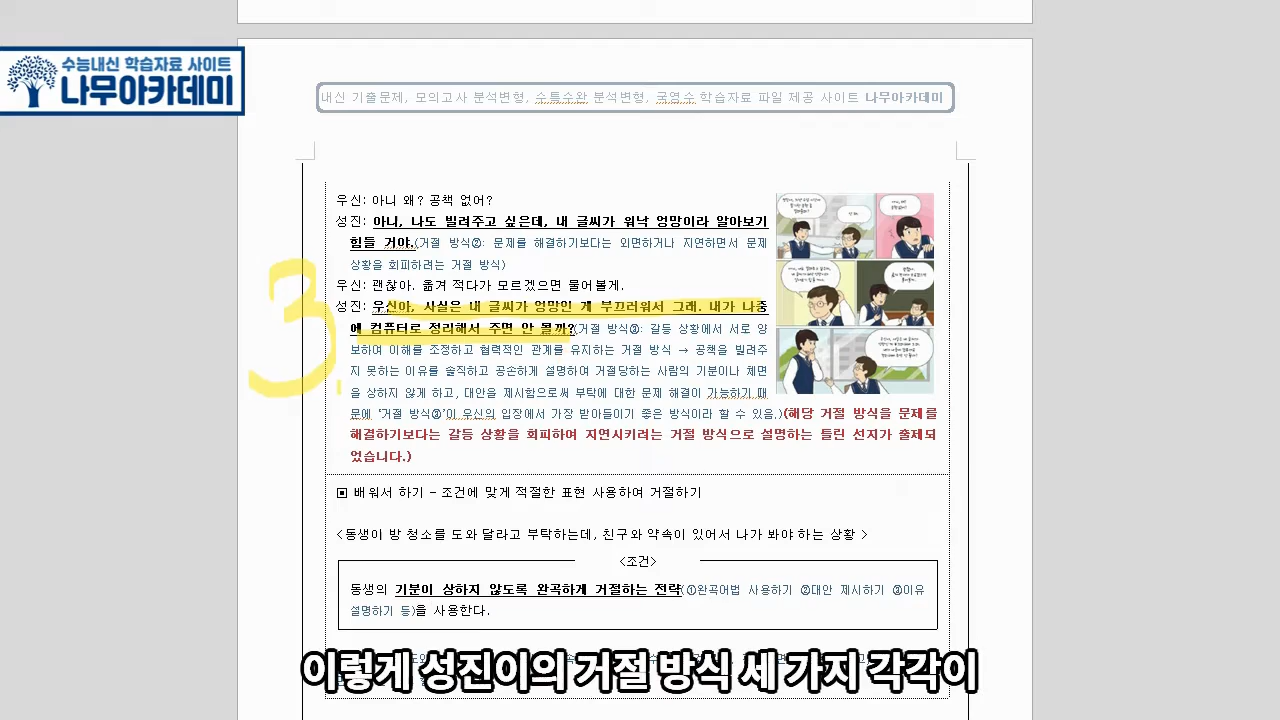 수능내신 학습자료 사이트
나무아카데미
내신 기출문제, 모의고사 분석변형, 수특수완 분석변형, 국영수 학습자료 파일 제공 사이트 나무아카데미
우신: 아니 왜? 공책 없어?
성진: 아니, 나도 빌려주고 싶은데, 내 글씨가 워낙 엉망이라 알아보기
힘들 거야.(거절 방식②: 문제를 해결하기보다는 외면하거나 지연하면서 문제
상황을 회피하려는 거절 방식)
우신: 괜찮아. 옮겨 적다가 모르겠으면 물어볼게.
성진: 우신아, 사실은 내 글씨가 엉망인 게 부끄러워서 그래. 내가 나중
에 컴퓨터로 정리해서 주면 안 될까?(거절 방식③: 갈등 상황에서 서로 양
보하며 이해를 조정하고 협력적인 관계를 유지하는 거절 방식 → 공책을 빌려주
지 못하는 이유를 솔직하고 공손하게 설명하여 거절당하는 사람의 기분이나 체면
을 상하지 않게 하고, 대안을 제시함으로써 부탁에 대한 문제 해결이 가능하기 때
문에 '거절 방식③'이 우신의 입장에서 가장 받아들이기 좋은 방식이라 할 수 있음.)(해당 거절 방식을 문제를
해결하기보다는 갈등 상황을 회피하여 지연시키려는 거절 방식으로 설명하는 틀린 선지가 출제되
었습니다.)
3.
▣ 배워서 하기 - 조건에 맞게 적절한 표현 사용하여 거절하기
<동생이 방 청소를 도와 달라고 부탁하는데, 친구와 약속이 있어서 나가 봐야 하는 상황 >
<조건>
동생의 기분이 상하지 않도록 완곡하게 거절하는 전략(①완곡어법 사용하기 ②대안 제시하기 ③이유
설명하기 등)을 사용한다.
이렇게 성진이의 거절 방식 세 가지 각각이